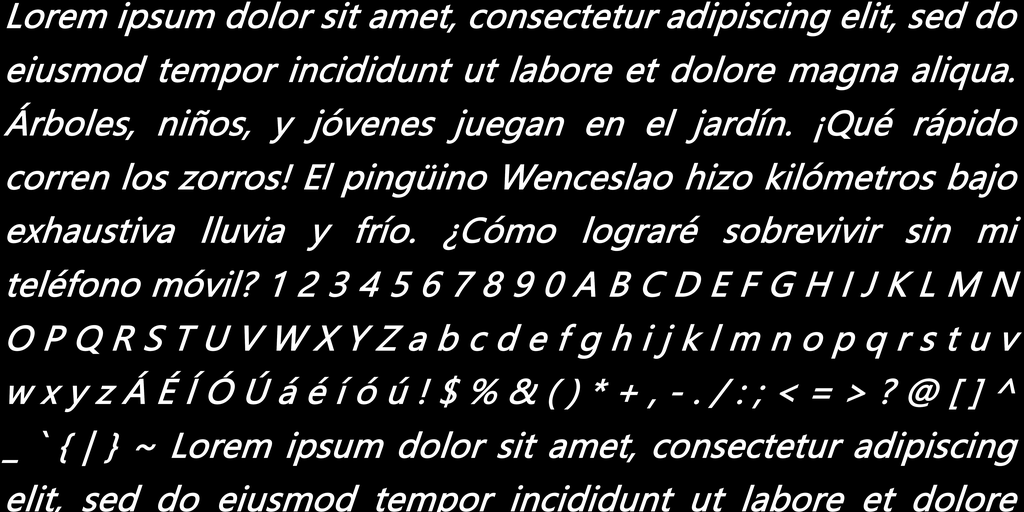 Lorem ipsum dolor sit amet, consectetur adipiscing elit, sed do
eiusmod tempor incididunt ut labore et dolore magna aliqua.
Árboles, niños, y jóvenes juegan en el jardín. ¡Qué rápido
corren los zorros! El pingüino Wenceslao hizo kilómetros bajo
exhaustiva lluvia y frío. ¿Cómo lograré sobrevivir sin mi
teléfono móvil? 1 2 3 4 5 6 7 8 9 0 A B C D E F G H I J K L M N
O P Q R S T U V W X Y Z a b c d e f g h i j k l m n o p q r s t u v
w x y z Á É Í Ó Ú á é í ó ú ! $ % & ( ) * + , - . / : ; < = > ? @ [ ] ^
_ ` { | } ~ Lorem ipsum dolor sit amet, consectetur adipiscing
elit, sed do eiusmod tempor incididunt ut labore et dolore